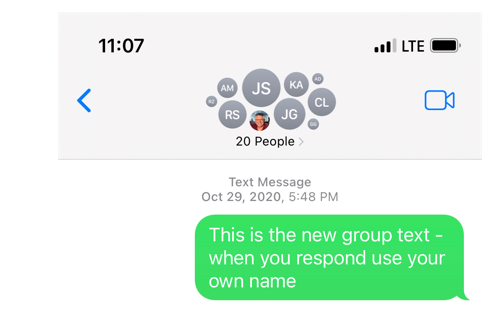 11:07 LTE
AM JS KA
RS JG CL
20 People
Text Message
Oct 29, 2020, 5:48 PM
This is the new group text -
when you respond use your
own name